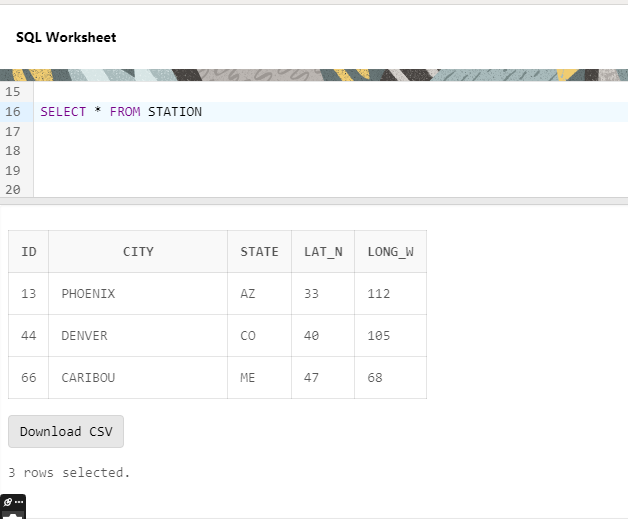 SQL Worksheet
15
16 SELECT * FROM STATION
17
18
19
20
ID CITY STATE LAT_N LONG_W
13 PHOENIX AZ 33 112
44 DENVER CO 40 105
66 CARIBOU ME 47 68
Download CSV
3 rows selected.